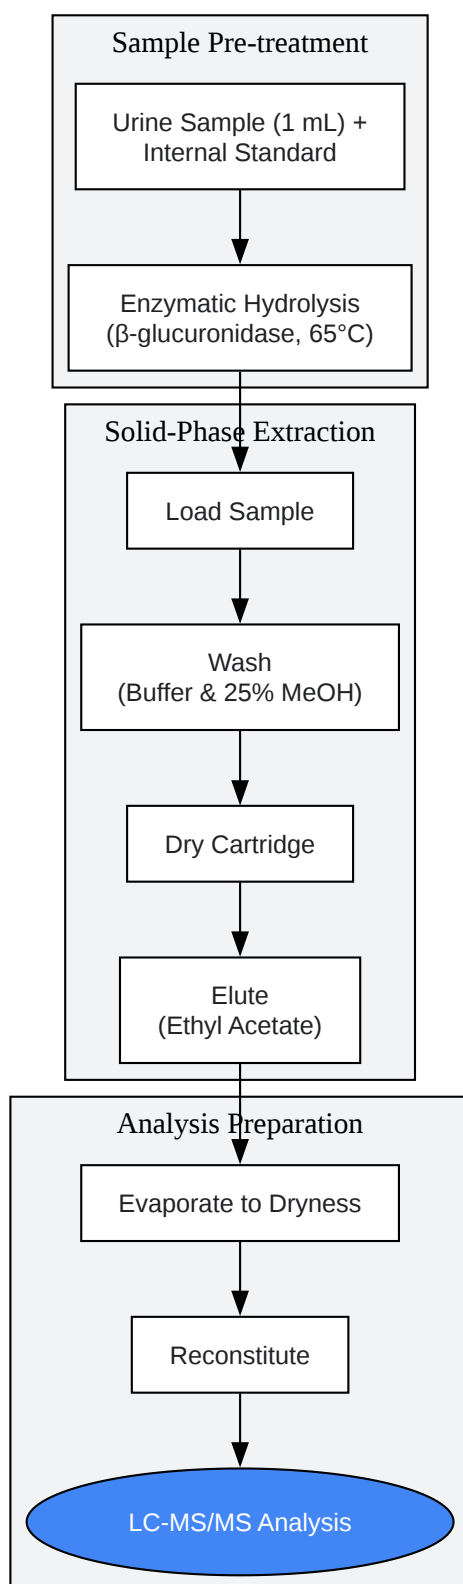 Sample Pre-treatment
Urine Sample (1 mL) +
Internal Standard
Enzymatic Hydrolysis
(β-glucuronidase, 65°C)
Solid-Phase Extraction
Load Sample
Wash
(Buffer & 25% MeOH)
Dry Cartridge
Elute
(Ethyl Acetate)
Analysis Preparation
Evaporate to Dryness
Reconstitute
LC-MS/MS Analysis